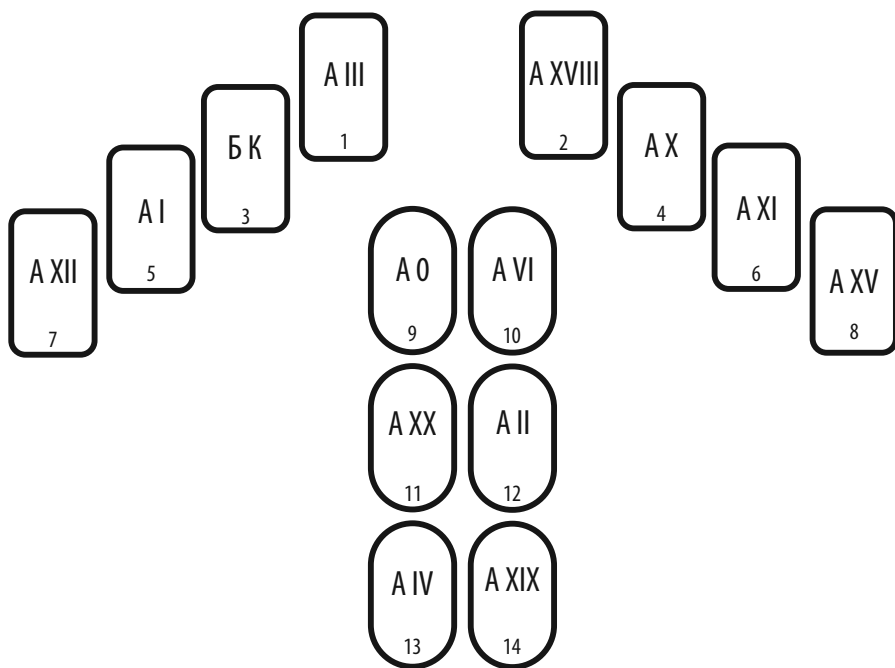 А III
1
А XVIII
2
Б К
3
А X
4
А I
5
А XI
6
А XII
7
А XV
8
А 0
9
А VI
10
А XX
11
А II
12
А IV
13
А XIX
14